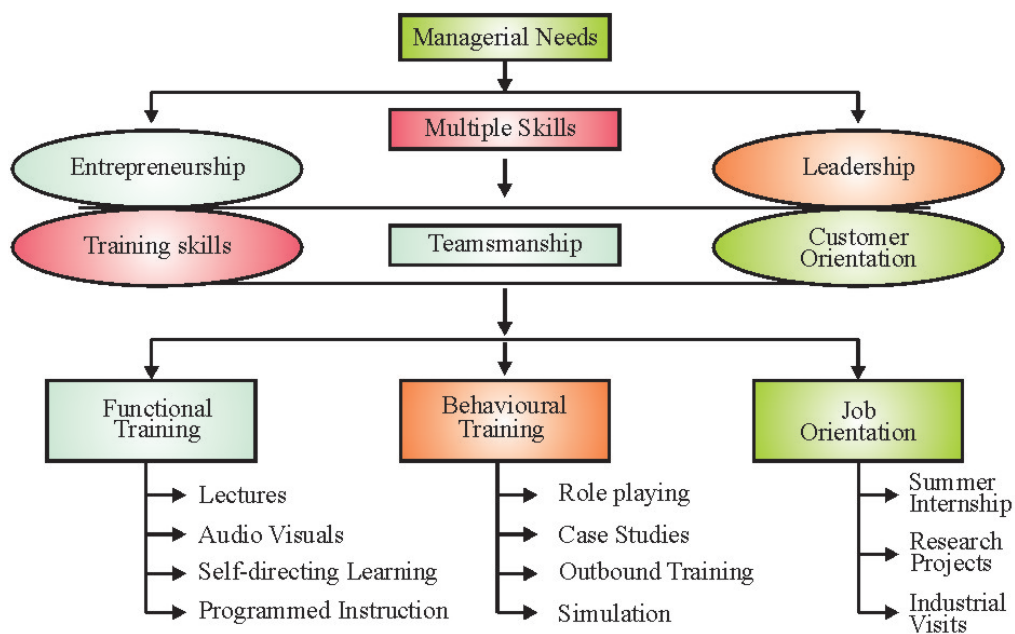 Managerial Needs
Multiple Skills
Entrepreneurship
Leadership
Training skills
Teamsmanship
Customer
Orientation
Functional
Training
Behavioural
Training
Job
Orientation
Lectures
Audio Visuals
Self-directing Learning
Programmed Instruction
Role playing
Case Studies
Outbound Training
Simulation
Summer
Internship
Research
Projects
Industrial
Visits